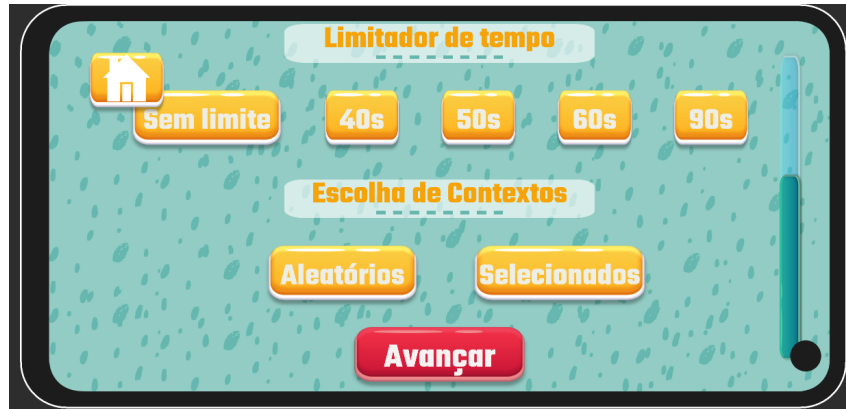 Limitador de tempo
Sem limite 40s 50s 60s 90s
Escolha de Contextos
Aleatórios Selecionados
Avançar